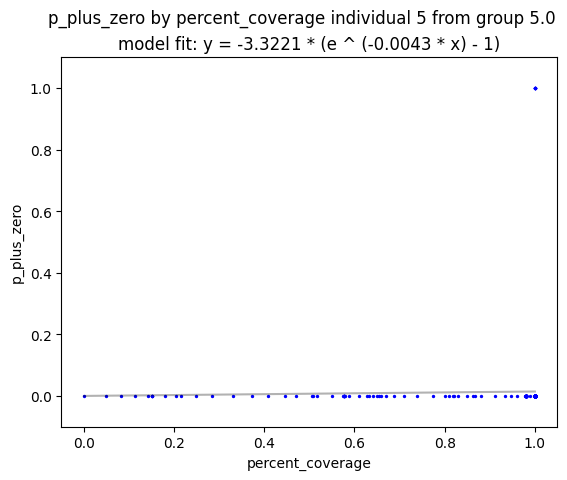 p_plus_zero by percent_coverage individual 5 from group 5.0
model fit: y = -3.3221 * (e ^ (-0.0043 * x) - 1)
1.0
0.8
0.6
0.4
0.2
0.0
p_plus_zero
0.0 0.2 0.4 0.6 0.8 1.0
percent_coverage